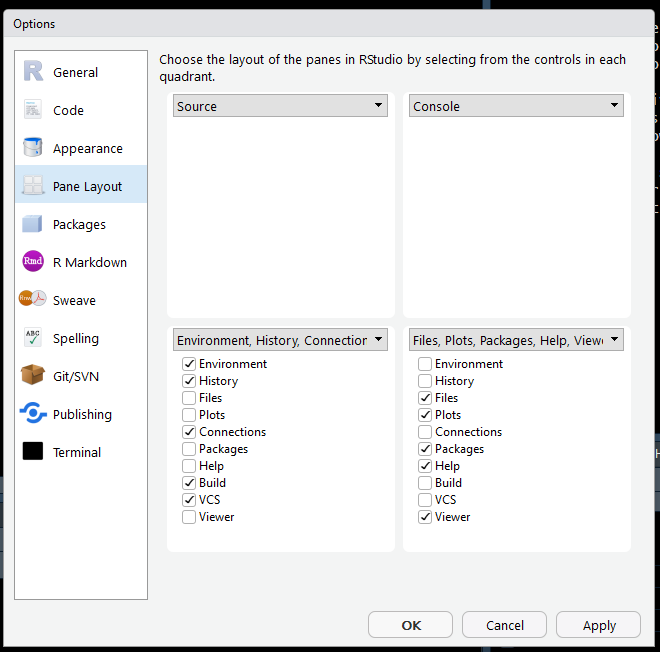 Options
General
Code
Appearance
Pane Layout
Packages
Rmd
R Markdown
Sweave
ABC
Spelling
Git/SVN
Publishing
Terminal
Choose the layout of the panes in RStudio by selecting from the controls in each
quadrant.
Source
Console
Environment, History, Connection
Environment
History
Files
Plots
Connections
Packages
Help
Build
VCS
Viewer
Files, Plots, Packages, Help, View
Environment
History
Files
Plots
Connections
Packages
Help
Build
VCS
Viewer
OK
Cancel
Apply